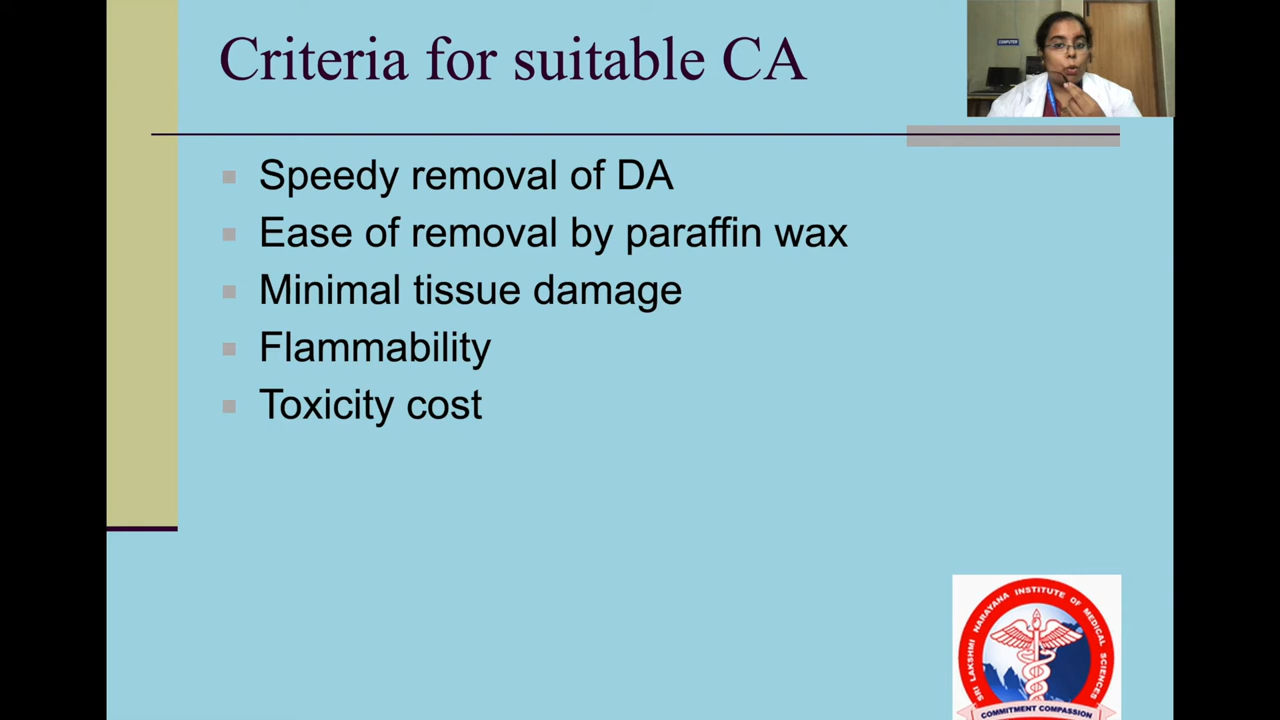 Criteria for suitable CA
COMPUTER
Speedy removal of DA
Ease of removal by paraffin wax
Minimal tissue damage
Flammability
Toxicity cost
SRI LAKSHMI NARAYANA INSTITUTE OF MEDICAL SCIENCES
COMMITMENT COMPASSION